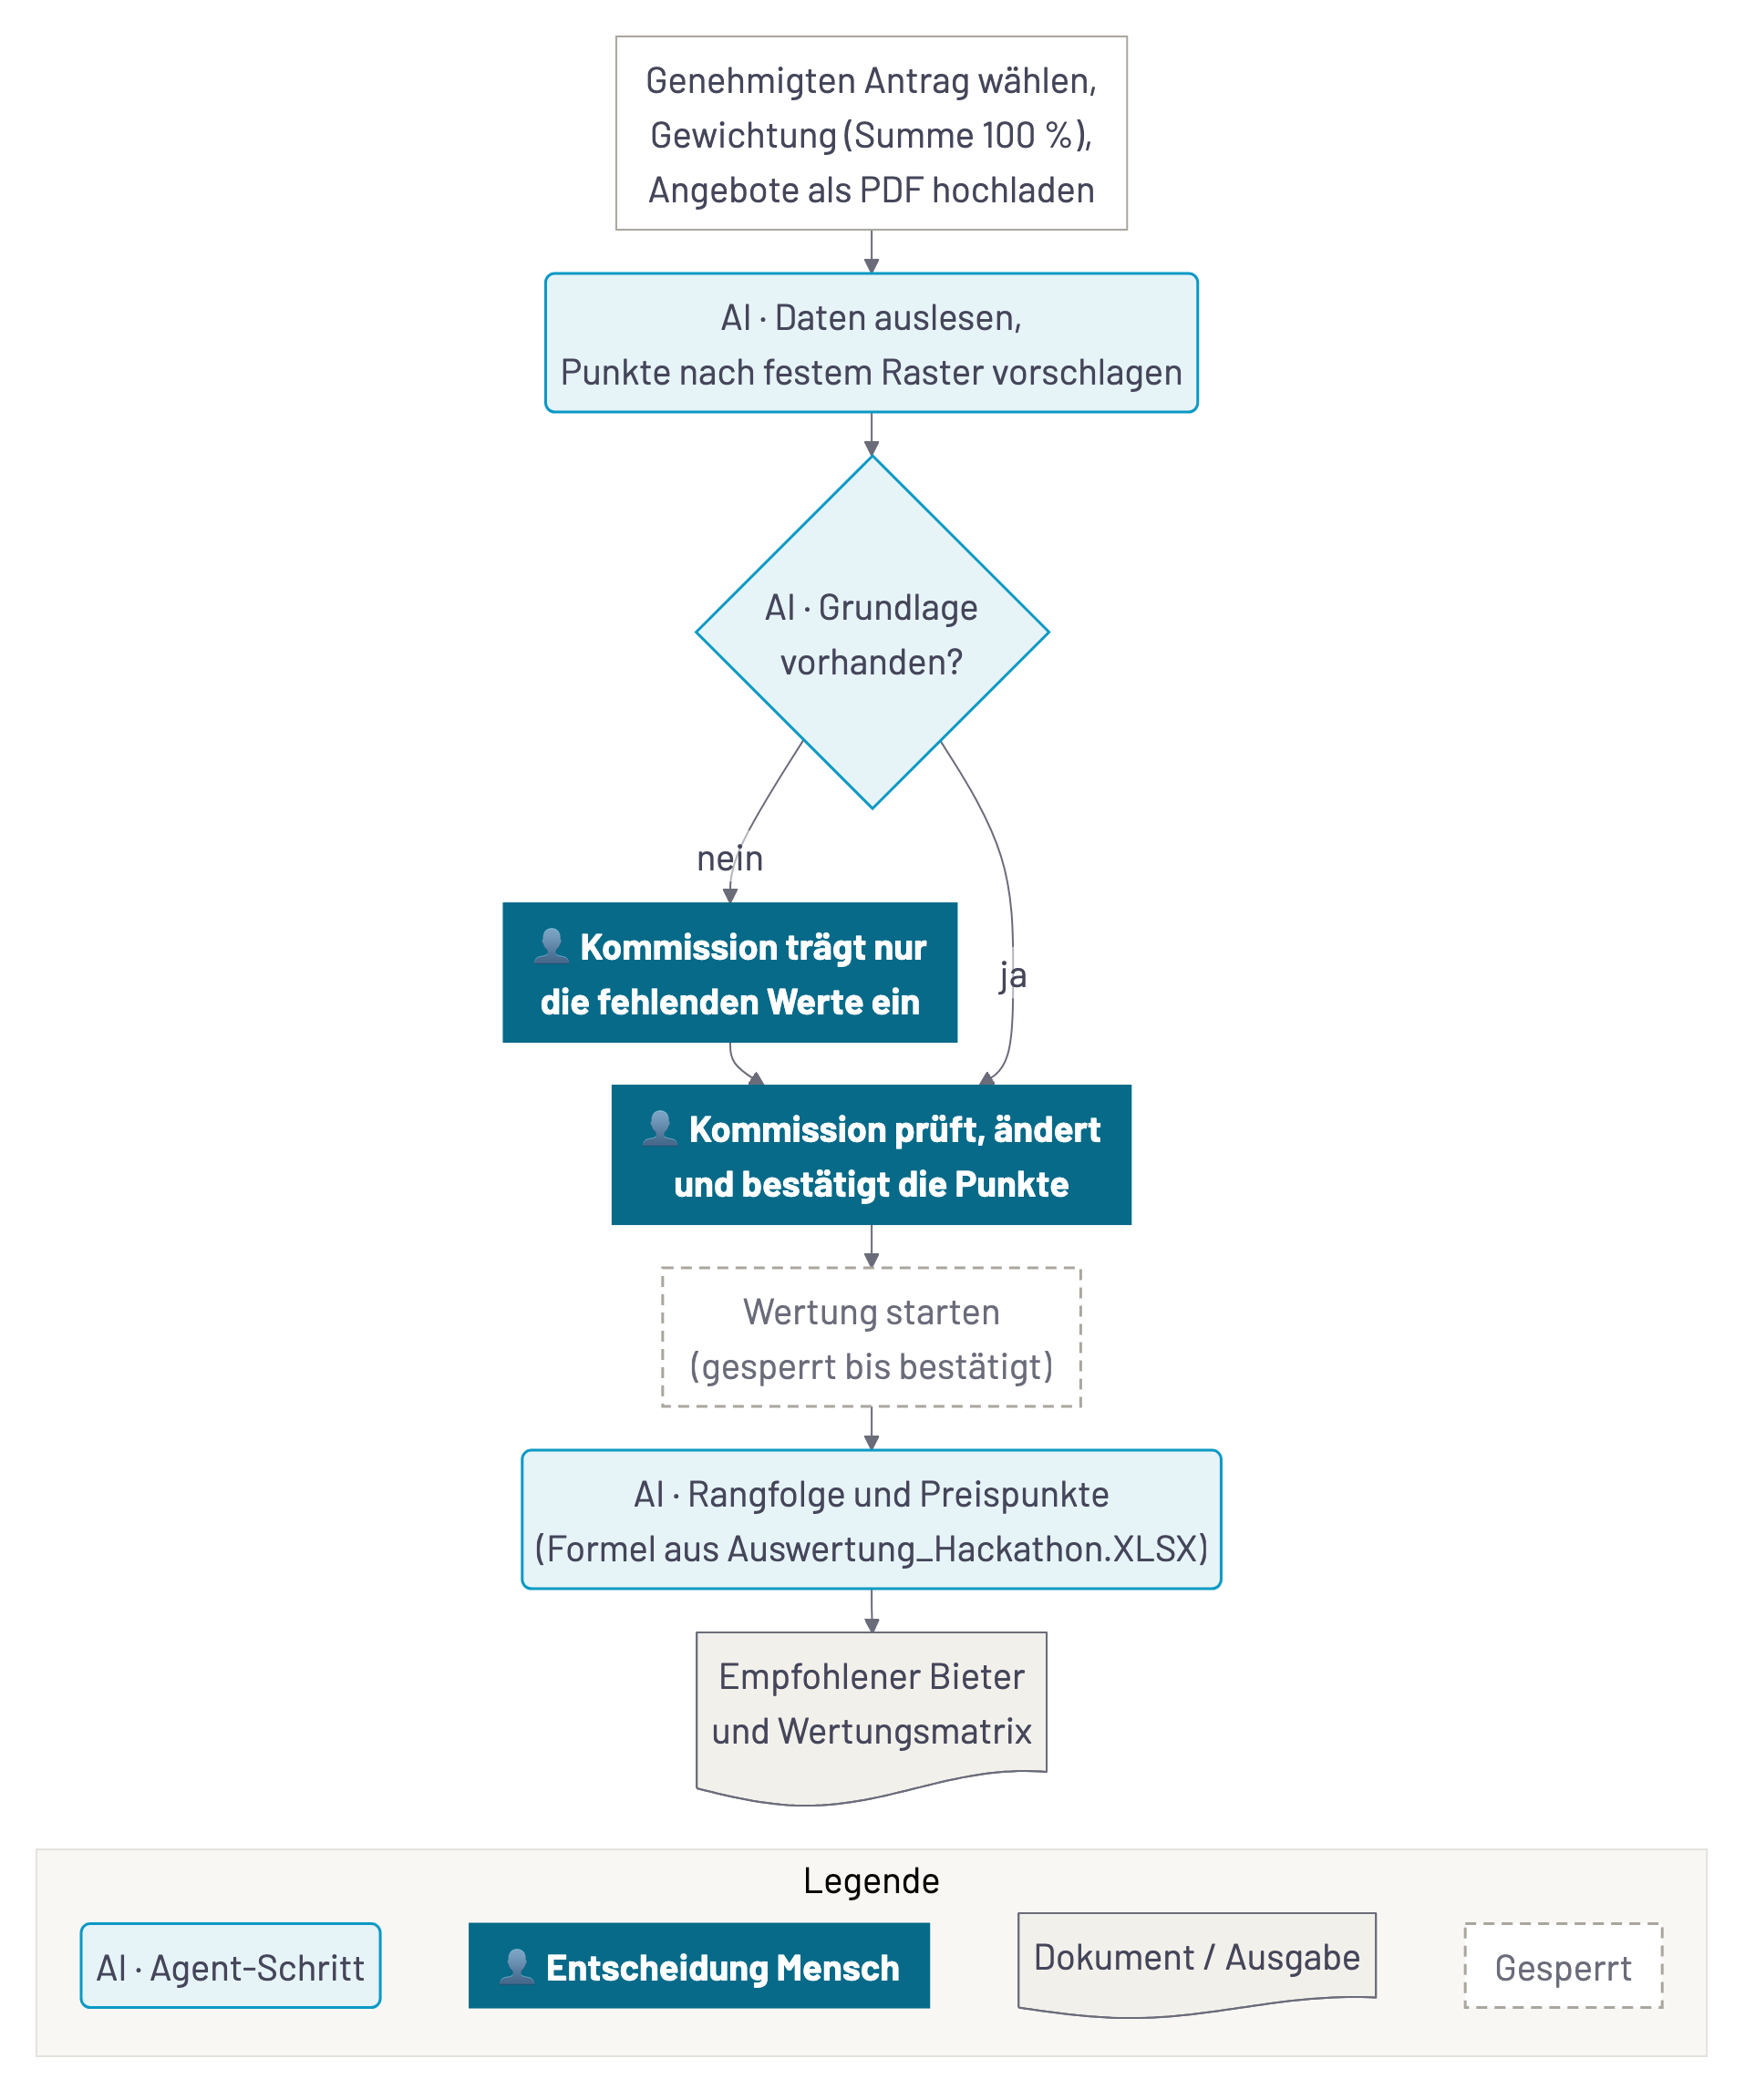 Genehmigten Antrag wählen,
Gewichtung (Summe 100 %),
Angebote als PDF hochladen
AI · Daten auslesen,
Punkte nach festem Raster vorschlagen
AI · Grundlage
vorhanden?
nein
ja
Kommission trägt nur
die fehlenden Werte ein
Kommission prüft, ändert
und bestätigt die Punkte
Wertung starten
(gesperrt bis bestätigt)
AI · Rangfolge und Preispunkte
(Formel aus Auswertung_Hackathon.XLSX)
Empfohlener Bieter
und Wertungsmatrix
Legende
AI · Agent-Schritt
Entscheidung Mensch
Dokument / Ausgabe
Gesperrt